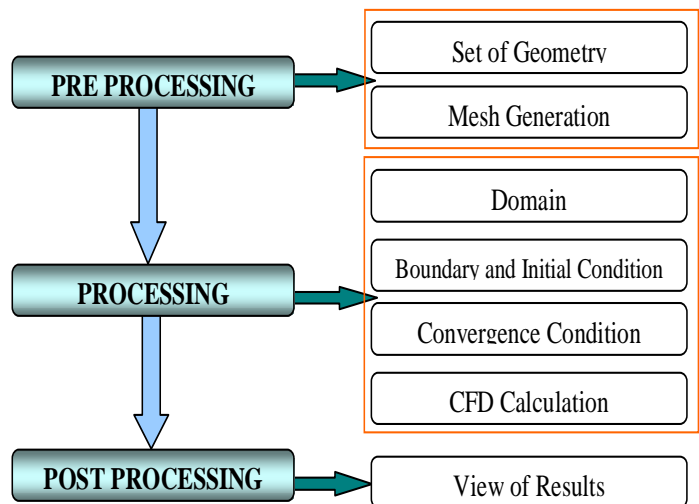 PRE PROCESSING
Set of Geometry
Mesh Generation
PROCESSING
Domain
Boundary and Initial Condition
Convergence Condition
CFD Calculation
POST PROCESSING
View of Results